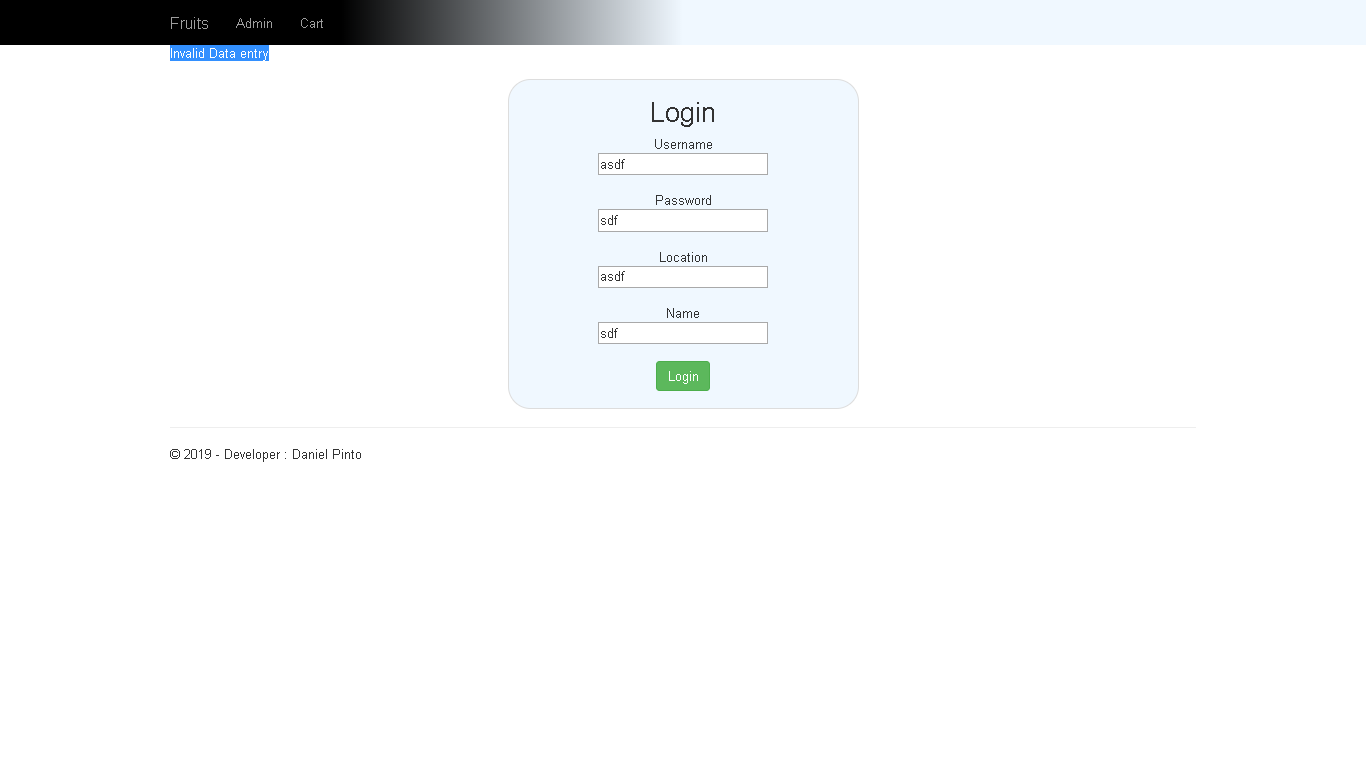 Fruits Admin Cart
Invalid Data entry
Login
Username
asdf
Password
sdf
Location
asdf
Name
sdf
Login
© 2019 - Developer : Daniel Pinto